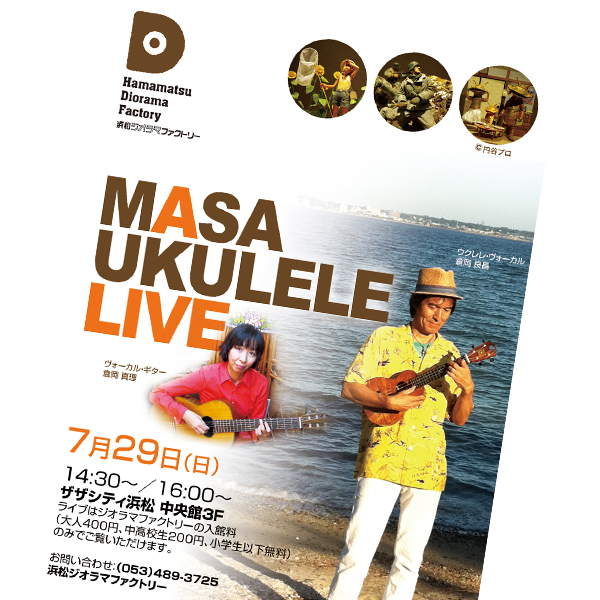 Hamamatsu
Diorama
Factory
浜松ジオラマファクトリー
©円谷プロ
MASA
UKULELE
LIVE
ウクレレ・ヴォーカル
倉岡 良昌
ヴォーカル・ギター
倉岡 真理
7月29日(日)
14:30〜／16:00〜
ザザシティ浜松 中央館3F
ライブはジオラマファクトリーの入館料
(大人400円、中高校生200円、小学生以下無料)
のみでご覧いただけます。
お問い合わせ:(053)489-3725
浜松ジオラマファクトリー